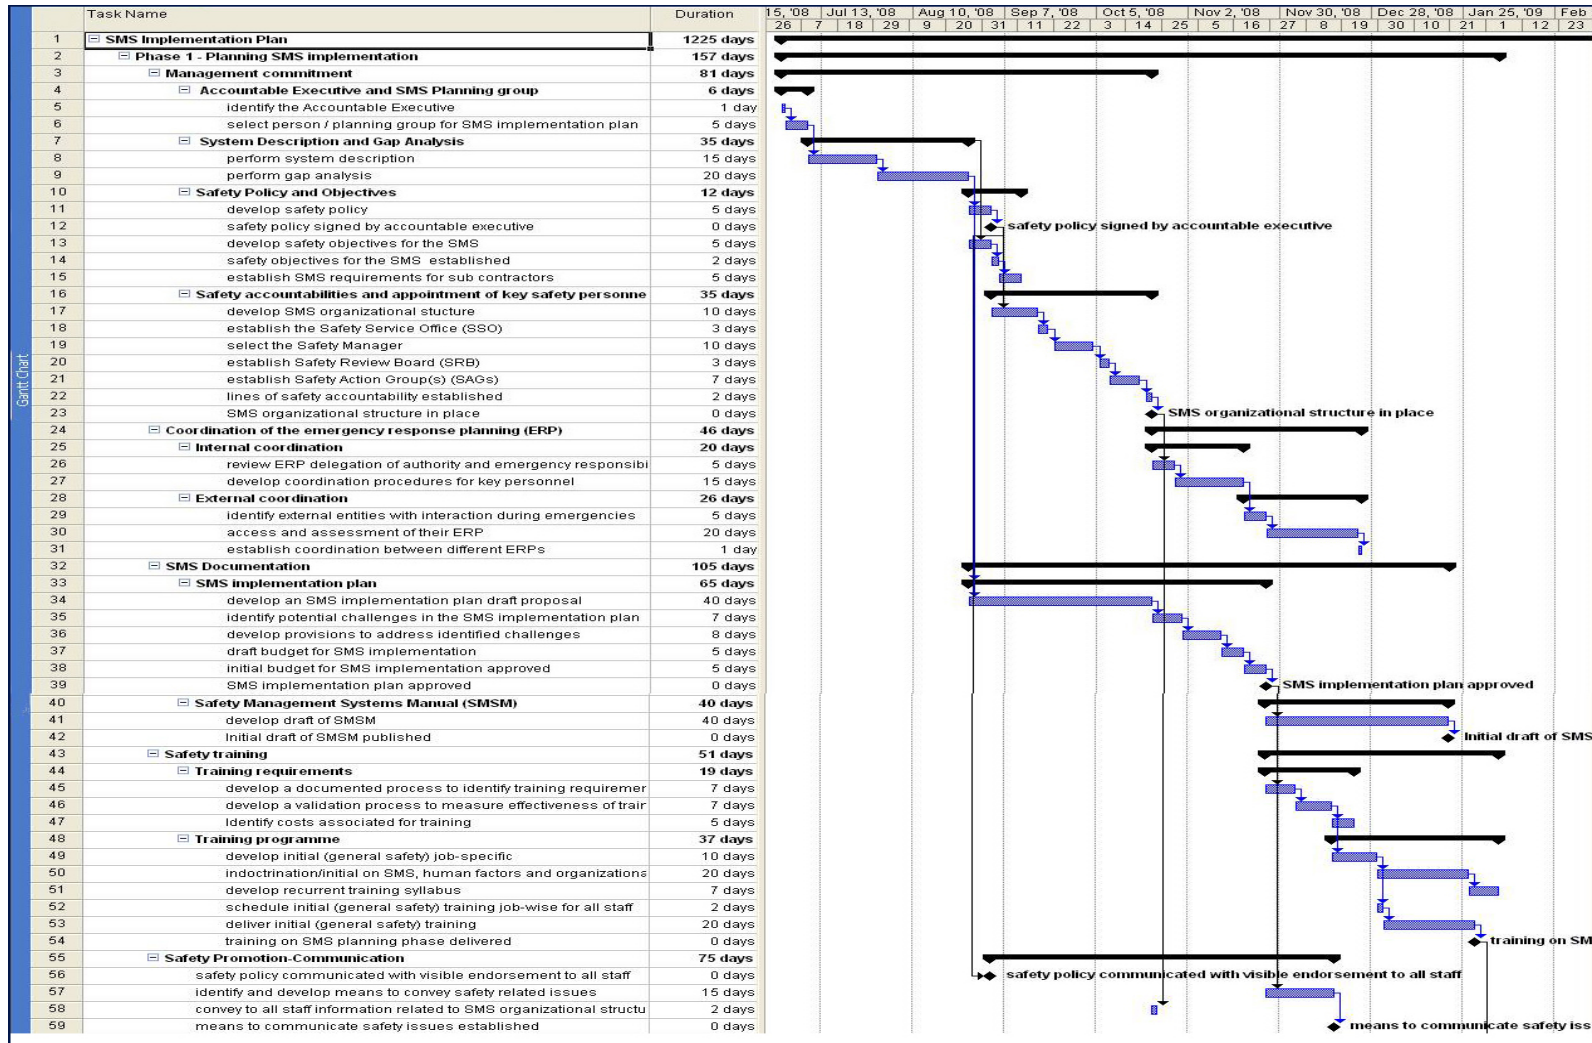 Task Name Duration 15, '08 Jul 13, '08 Aug 10, '08 Sep 7, '08 Oct 5, '08 Nov 2, '08 Nov 30, '08 Dec 28, '08 Jan 25, '09 Feb
26 7 18 29 9 20 31 11 22 3 14 25 5 16 27 8 19 30 10 21 1 12 23
1 SMS Implementation Plan 1225 days
2 Phase 1 - Planning SMS implementation 157 days
3 Management commitment 81 days
4 Accountable Executive and SMS Planning group 6 days
5 identify the Accountable Executive 1 day
6 select person / planning group for SMS implementation plan 5 days
7 System Description and Gap Analysis 35 days
8 perform system description 15 days
9 perform gap analysis 20 days
10 Safety Policy and Objectives 12 days
11 develop safety policy 5 days
12 safety policy signed by accountable executive 0 days safety policy signed by accountable executive
13 develop safety objectives for the SMS 5 days
14 safety objectives for the SMS established 2 days
15 establish SMS requirements for sub contractors 5 days
16 Safety accountabilities and appointment of key safety personne 35 days
17 develop SMS organizational stucture 10 days
18 establish the Safety Service Office (SSO) 3 days
19 select the Safety Manager 10 days
20 establish Safety Review Board (SRB) 3 days
21 establish Safety Action Group(s) (SAGs) 7 days
22 lines of safety accountability established 2 days
23 SMS organizational structure in place 0 days SMS organizational structure in place
24 Coordination of the emergency response planning (ERP) 46 days
25 Internal coordination 20 days
26 review ERP delegation of authority and emergency responsibi 5 days
27 develop coordination procedures for key personnel 15 days
28 External coordination 26 days
29 identify external entities with interaction during emergencies 5 days
30 access and assessment of their ERP 20 days
31 establish coordination between different ERPs 1 day
32 SMS Documentation 105 days
33 SMS implementation plan 65 days
34 develop an SMS implementation plan draft proposal 40 days
35 identify potential challenges in the SMS implementation plan 7 days
36 develop provisions to address identified challenges 8 days
37 draft budget for SMS implementation 5 days
38 initial budget for SMS implementation approved 5 days
39 SMS implementation plan approved 0 days SMS implementation plan approved
40 Safety Management Systems Manual (SMSM) 40 days
41 develop draft of SMSM 40 days
42 Initial draft of SMSM published 0 days Initial draft of SMS
43 Safety training 51 days
44 Training requirements 19 days
45 develop a documented process to identify training requiremer 7 days
46 develop a validation process to measure effectiveness of trair 7 days
47 Identify costs associated for training 5 days
48 Training programme 37 days
49 develop initial (general safety) job-specific 10 days
50 indoctrination/initial on SMS, human factors and organizationa 20 days
51 develop recurrent training syllabus 7 days
52 schedule initial (general safety) training job-wise for all staff 2 days
53 deliver initial (general safety) training 20 days
54 training on SMS planning phase delivered 0 days training on SM
55 Safety Promotion-Communication 75 days
56 safety policy communicated with visible endorsement to all staff 0 days safety policy communicated with visible endorsement to all staff
57 identify and develop means to convey safety related issues 15 days
58 convey to all staff information related to SMS organizational structu 2 days
59 means to communicate safety issues established 0 days means to communicate safety iss
Gantt Chart